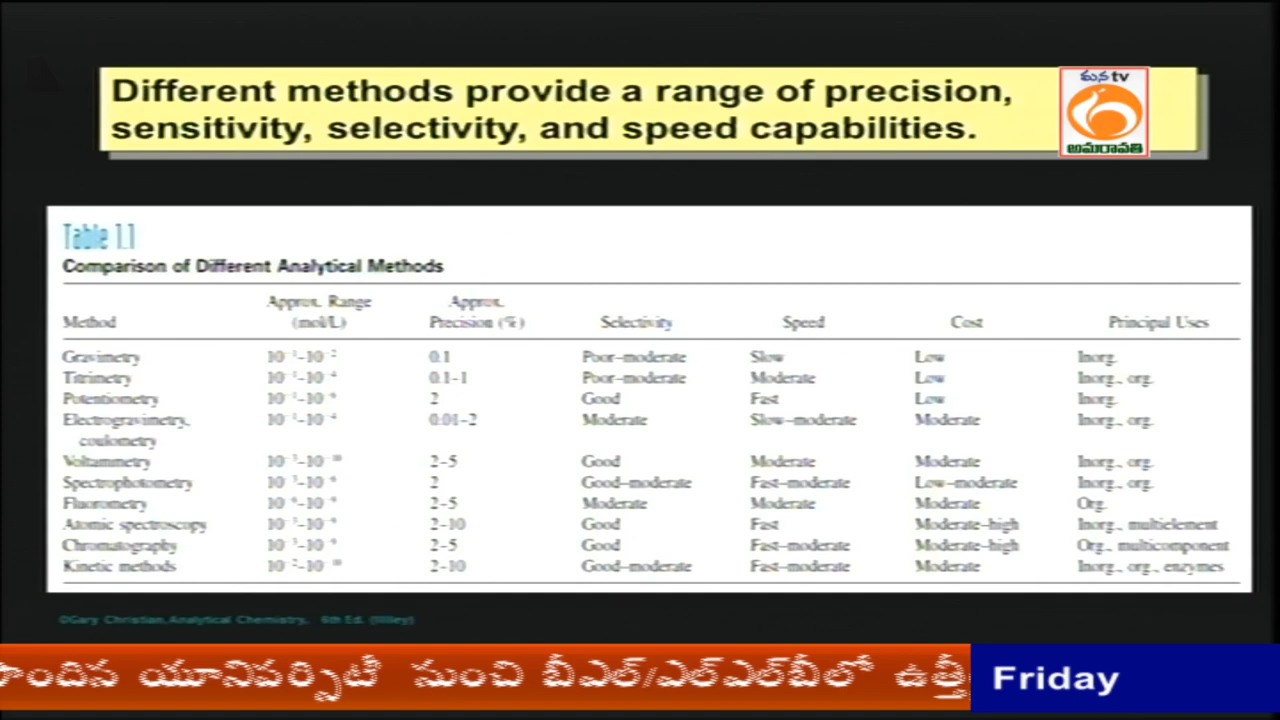 Different methods provide a range of precision,
sensitivity, selectivity, and speed capabilities.
మన tv
అమరావతి
Table 1.1
Comparison of Different Analytical Methods
Approx. Range Approx.
Method (mol/L) Precision (%) Selectivity Speed Cost Principal Uses
Gravimetry 0.1 Poor–moderate Slow Low Inorg.
Titrimetry 0.1–1 Poor–moderate Moderate Low Inorg., org.
Potentiometry 2 Good Fast Low Inorg.
Electrogravimetry, 0.01–2 Moderate Slow–moderate Moderate Inorg., org.
coulometry
Voltammetry 2–5 Good Moderate Moderate Inorg., org.
Spectrophotometry 2 Good–moderate Fast–moderate Low–moderate Inorg., org.
Fluorometry 2–5 Moderate Moderate Moderate Org.
Atomic spectroscopy 2–10 Good Fast Moderate–high Inorg., multielement
Chromatography 2–5 Good Fast–moderate Moderate–high Org., multicomponent
Kinetic methods 2–10 Good–moderate Fast–moderate Moderate Inorg., org., enzymes
©Gary Christian, Analytical Chemistry, 6th Ed. (Wiley)
పొందిన యూనివర్సిటీ నుంచి బీఎల్/ఎల్ఎల్‌బీలో Friday